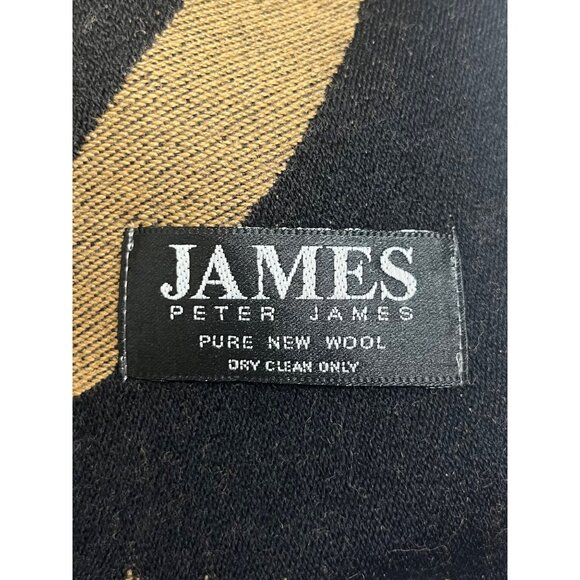 JAMES
PETER JAMES
PURE NEW WOOL
DRY CLEAN ONLY